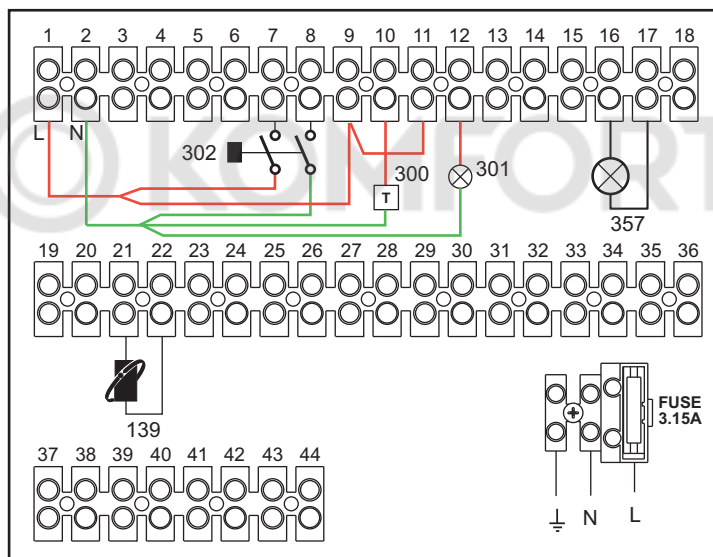 1 2 3 4 5 6 7 8 9 10 11 12 13 14 15 16 17 18
L N
KOMFORT
302
300
301
T
357
19 20 21 22 23 24 25 26 27 28 29 30 31 32 33 34 35 36
139
FUSE
3.15A
N L
37 38 39 40 41 42 43 44